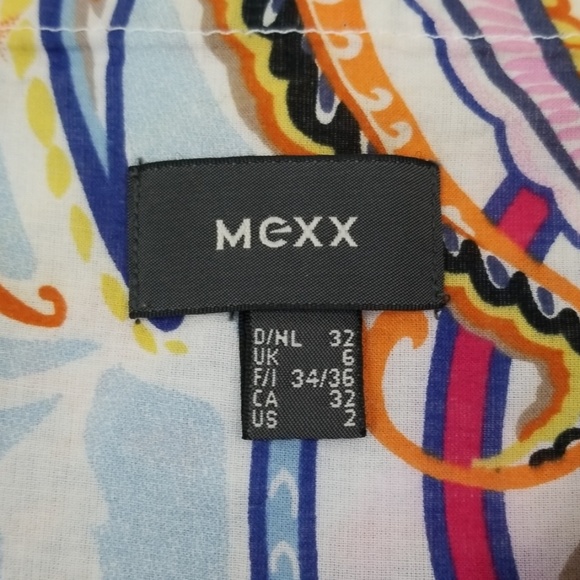 Mexx
D/NL 32
UK 6
F/I 34/36
CA 32
US 2